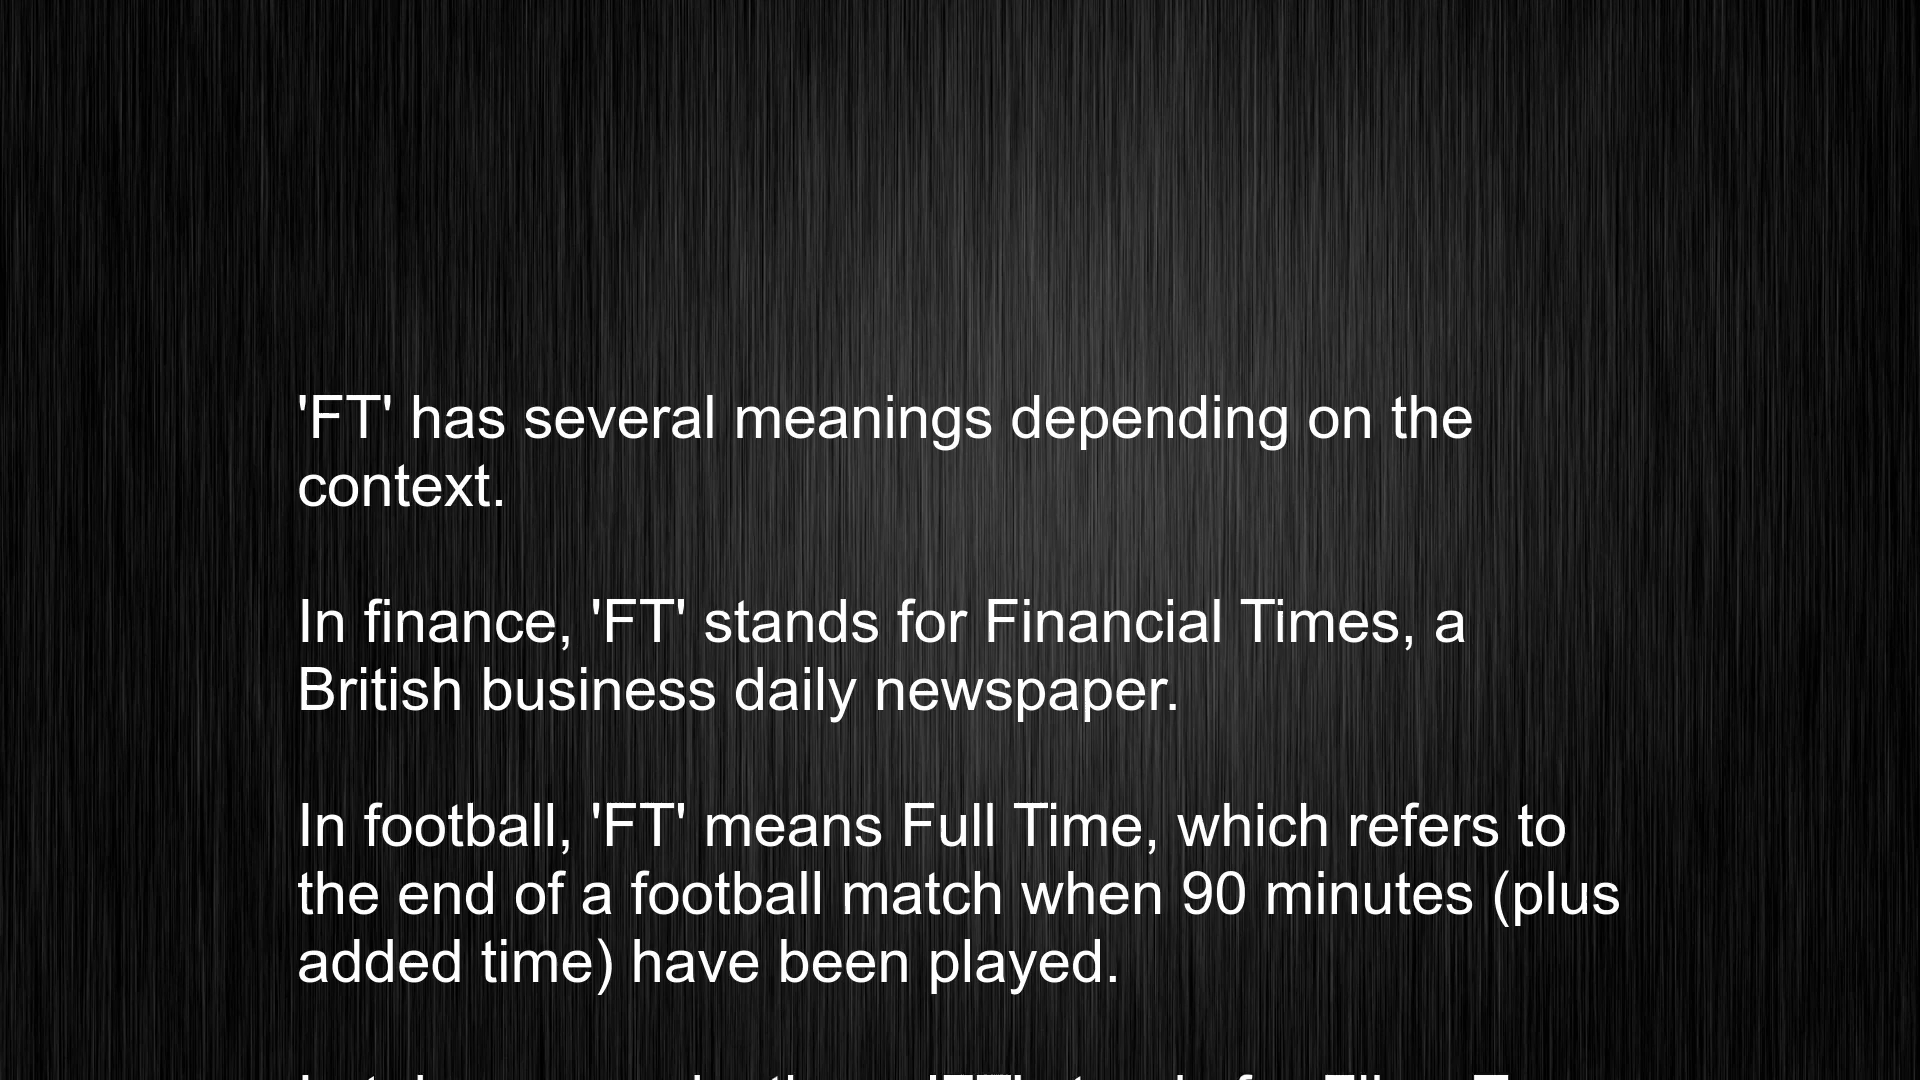 'FT' has several meanings depending on the
context.
In finance, 'FT' stands for Financial Times, a
British business daily newspaper.
In football, 'FT' means Full Time, which refers to
the end of a football match when 90 minutes (plus
added time) have been played.